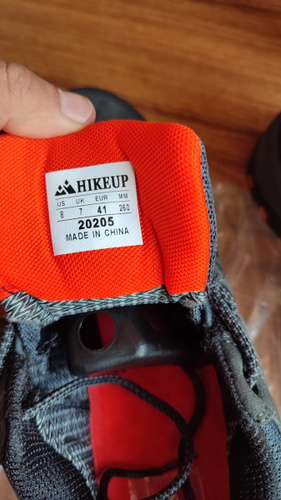 HIKEUP
US UK EUR MM
8 7 41 260
20205
MADE IN CHINA